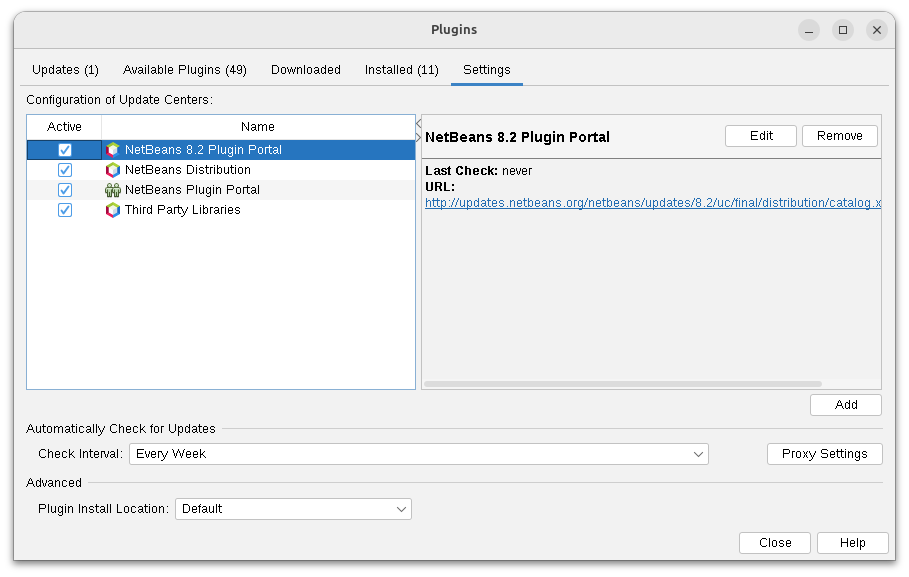 Plugins
Updates (1) Available Plugins (49) Downloaded Installed (11) Settings
Configuration of Update Centers:
Active Name
NetBeans 8.2 Plugin Portal
NetBeans Distribution
NetBeans Plugin Portal
Third Party Libraries
NetBeans 8.2 Plugin Portal Edit Remove
Last Check: never
URL:
http://updates.netbeans.org/netbeans/updates/8.2/uc/final/distribution/catalog.x
Add
Automatically Check for Updates
Check Interval: Every Week Proxy Settings
Advanced
Plugin Install Location: Default
Close Help